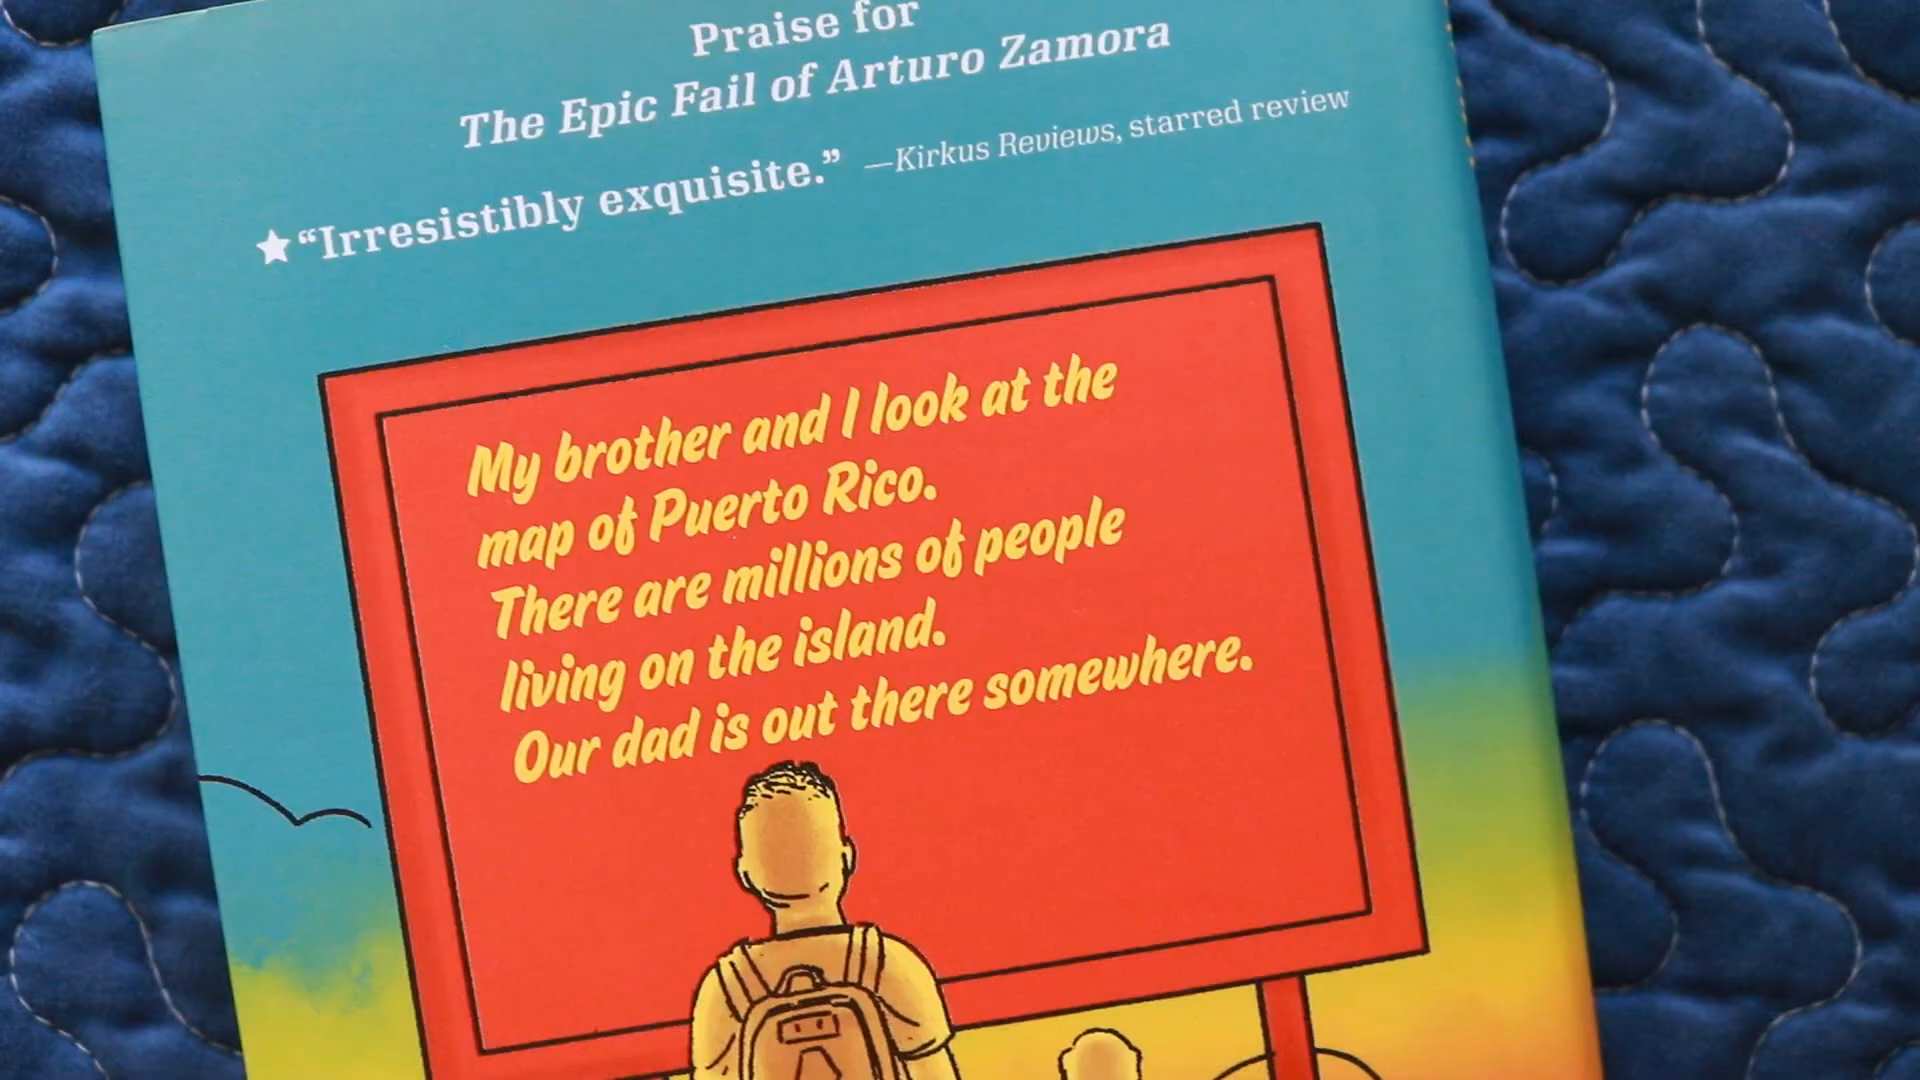 Praise for
The Epic Fail of Arturo Zamora
★“Irresistibly exquisite.” —Kirkus Reviews, starred review
My brother and I look at the
map of Puerto Rico.
There are millions of people
living on the island.
Our dad is out there somewhere.